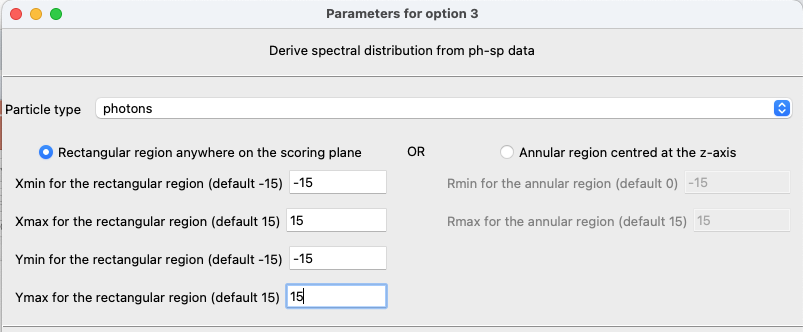 Parameters for option 3
Derive spectral distribution from ph-sp data
Particle type photons
Rectangular region anywhere on the scoring plane OR Annular region centred at the z-axis
Xmin for the rectangular region (default -15) -15 Rmin for the annular region (default 0) -15
Xmax for the rectangular region (default 15) 15 Rmax for the annular region (default 15) 15
Ymin for the rectangular region (default -15) -15
Ymax for the rectangular region (default 15) 15